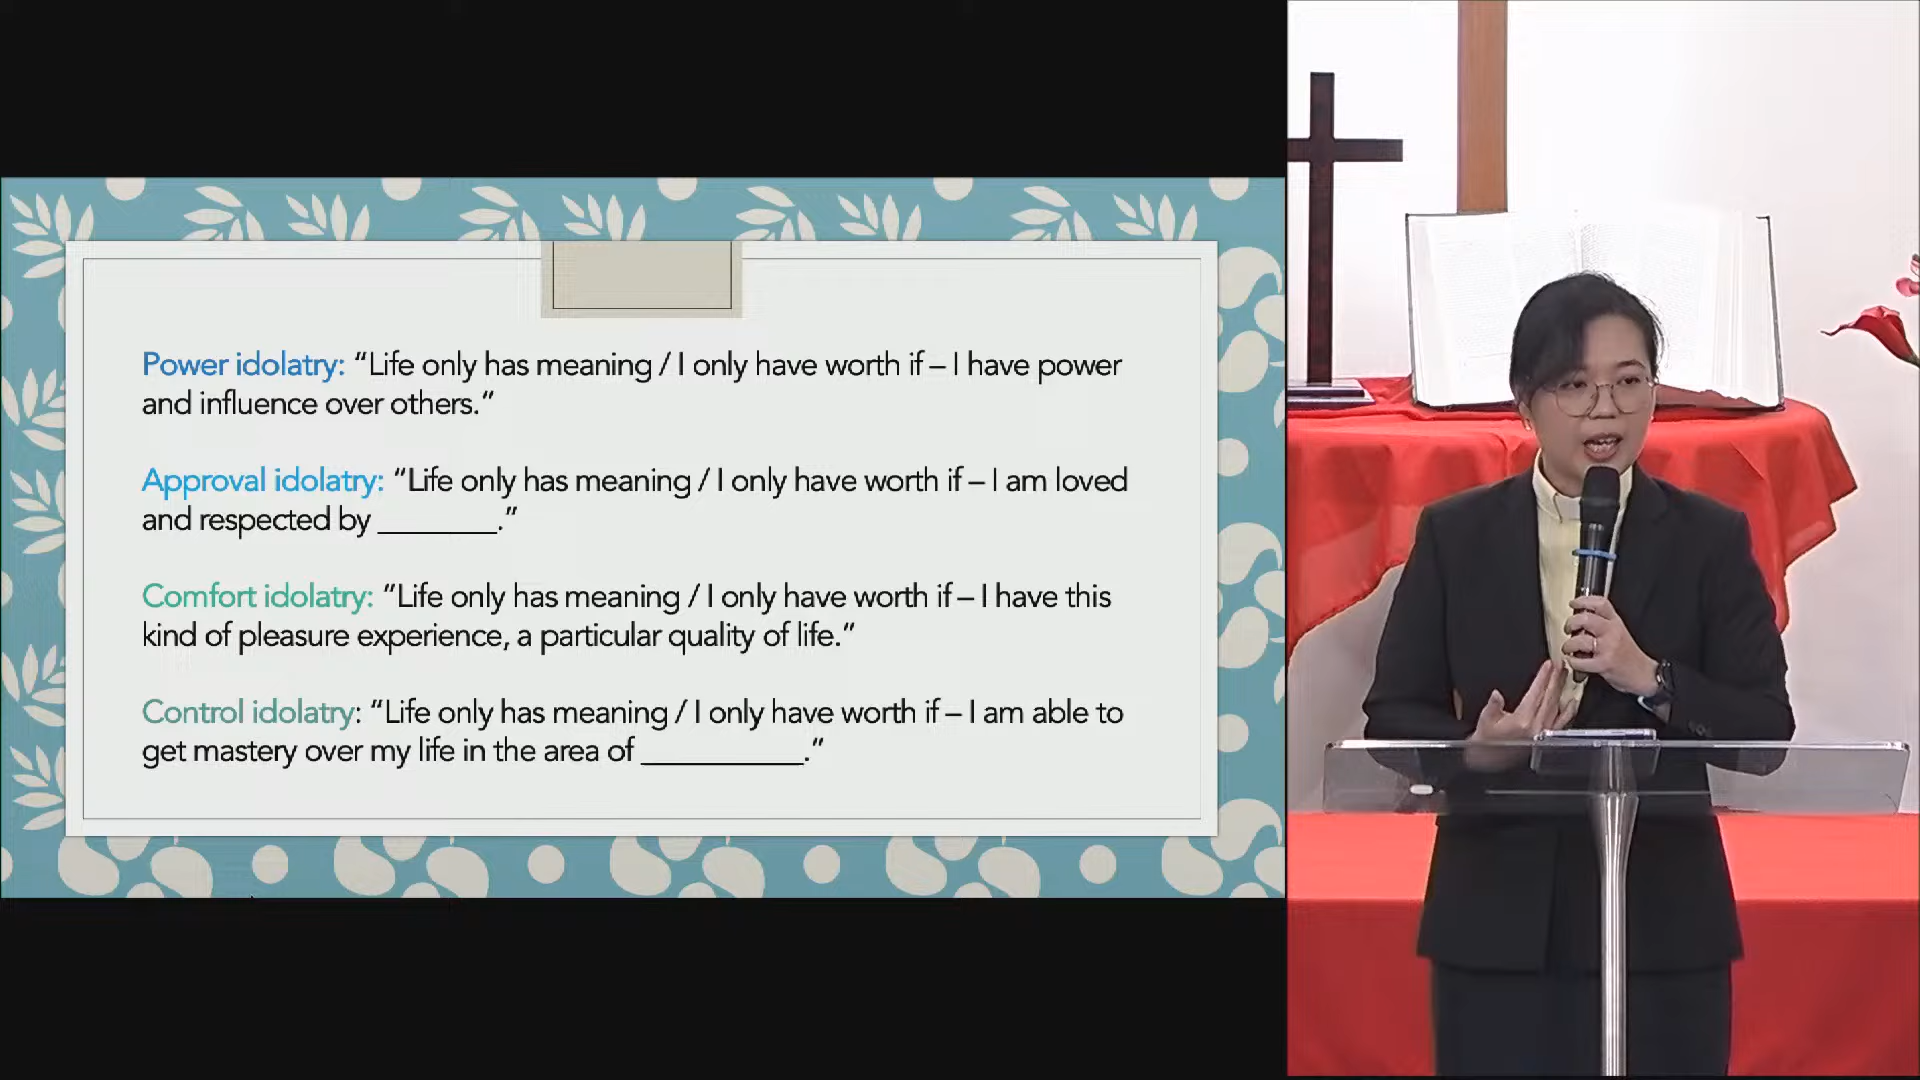 Power idolatry: “Life only has meaning / I only have worth if – I have power
and influence over others.”
Approval idolatry: “Life only has meaning / I only have worth if – I am loved
and respected by ________.”
Comfort idolatry: “Life only has meaning / I only have worth if – I have this
kind of pleasure experience, a particular quality of life.”
Control idolatry: “Life only has meaning / I only have worth if – I am able to
get mastery over my life in the area of ___________.”